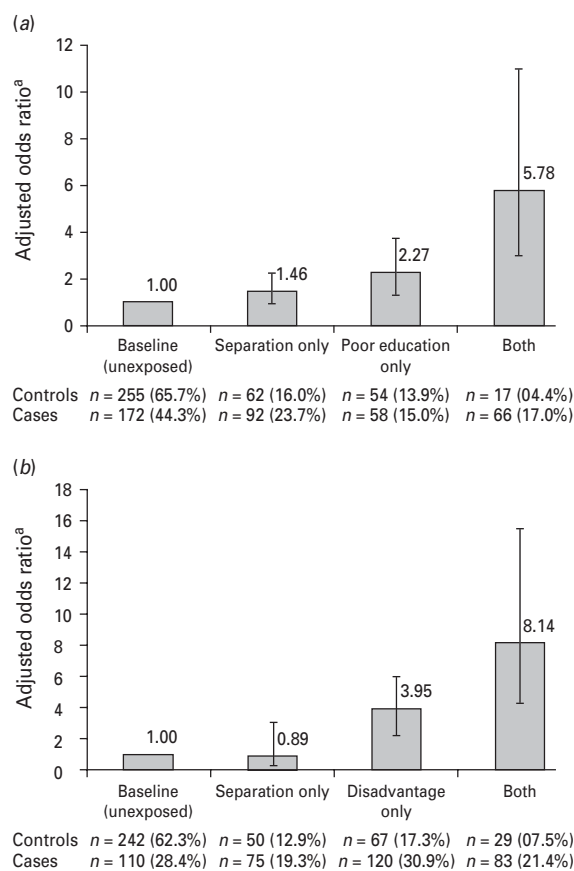 (a)
12
10
8
6
4
2
0
Adjusted odds ratioᵃ
1.00
1.46
2.27
5.78
Baseline (unexposed)
Separation only
Poor education only
Both
Controls n = 255 (65.7%) n = 62 (16.0%) n = 54 (13.9%) n = 17 (04.4%)
Cases n = 172 (44.3%) n = 92 (23.7%) n = 58 (15.0%) n = 66 (17.0%)
(b)
18
16
14
12
10
8
6
4
2
0
Adjusted odds ratioᵃ
1.00
0.89
3.95
8.14
Baseline (unexposed)
Separation only
Disadvantage only
Both
Controls n = 242 (62.3%) n = 50 (12.9%) n = 67 (17.3%) n = 29 (07.5%)
Cases n = 110 (28.4%) n = 75 (19.3%) n = 120 (30.9%) n = 83 (21.4%)